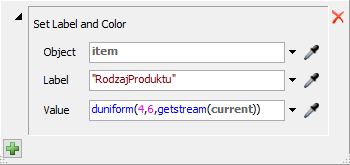 Set Label and Color
Object item
Label "RodzajProduktu"
Value duniform(4,6,getstream(current))